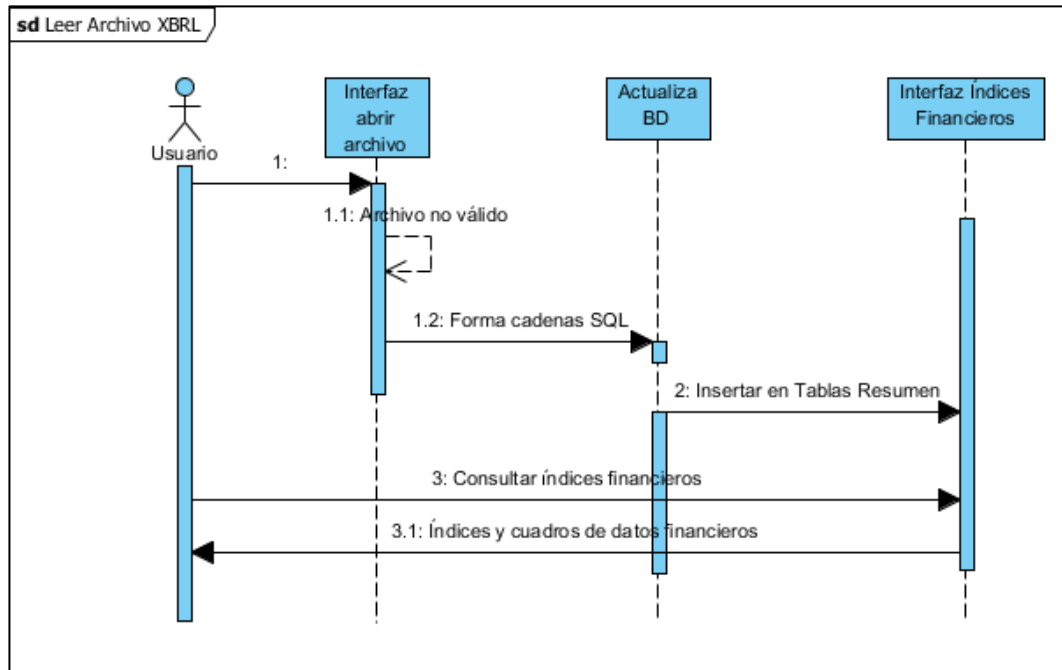 sd Leer Archivo XBRL
Interfaz
abrir
archivo
Actualiza
BD
Interfaz Índices
Financieros
Usuario
1:
1.1: Archivo no válido
1.2: Forma cadenas SQL
2: Insertar en Tablas Resumen
3: Consultar índices financieros
3.1: Índices y cuadros de datos financieros